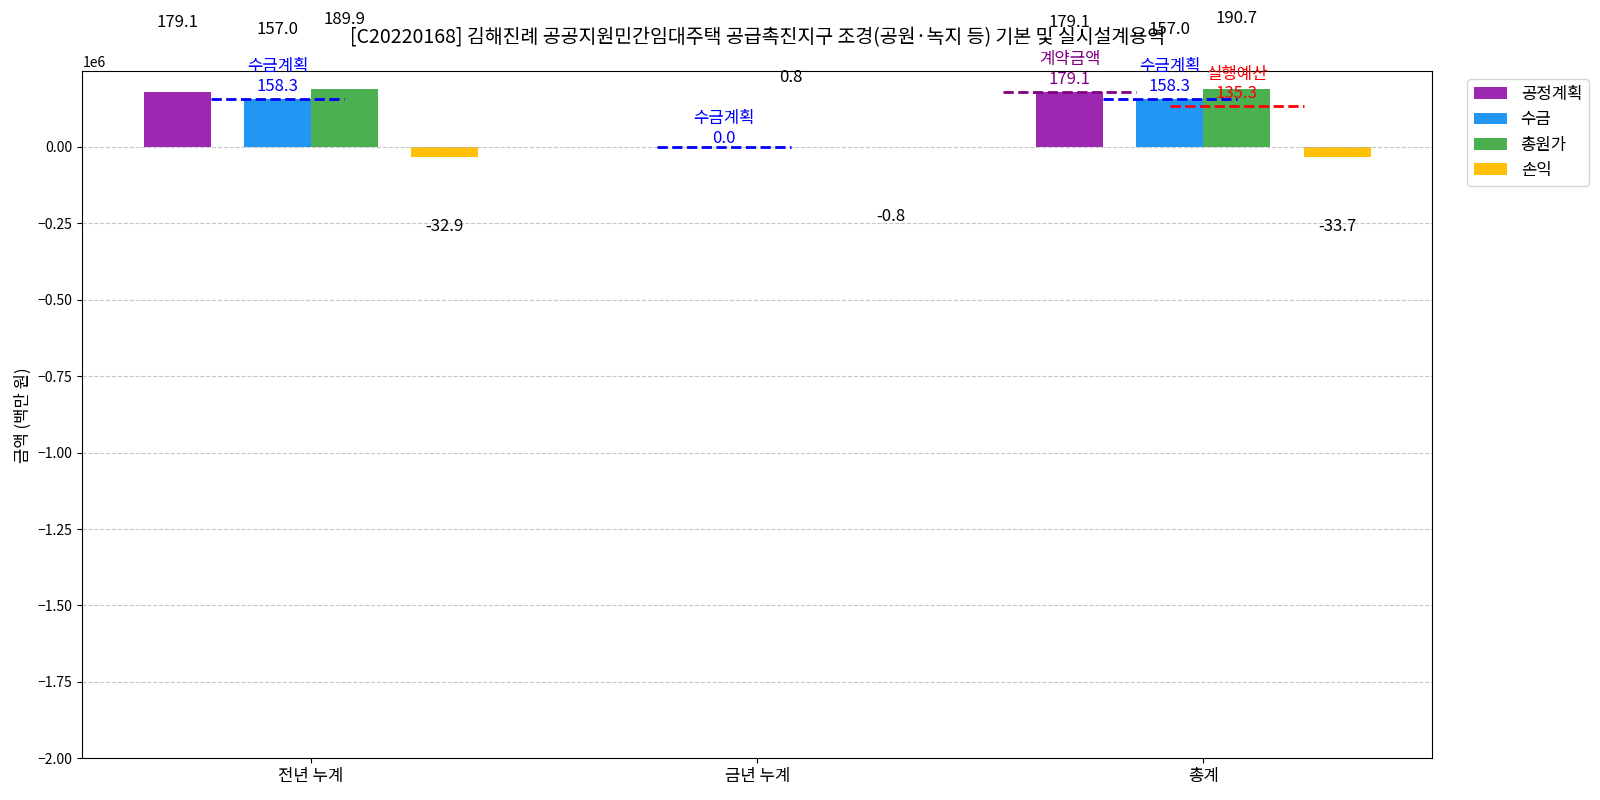 179.1
157.0
189.9
179.1
157.0
190.7
[C20220168] 김해진례 공공지원민간임대주택 공급촉진지구 조경(공원·녹지 등) 기본 및 실시설계용역
1e6
수금계획
158.3
수금계획
0.0
0.8
계약금액
179.1
수금계획
158.3
실행예산
135.3
-32.9
-0.8
-33.7
공정계획
수금
총원가
손익
금액 (백만 원)
0.00
−0.25
−0.50
−0.75
−1.00
−1.25
−1.50
−1.75
−2.00
전년 누계
금년 누계
총계